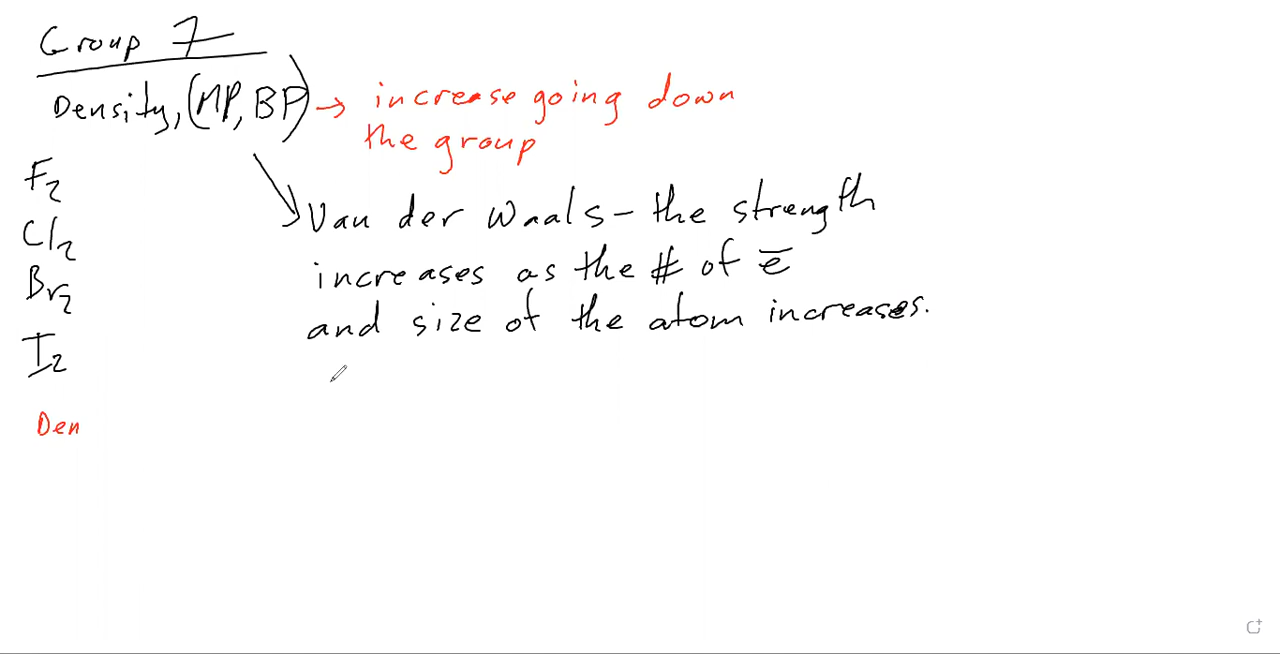 Group 7
Density, (MP, BP) → increase going down
the group
F₂
Cl₂
Br₂
I₂
Van der Waals – the strength
increases as the # of e̅
and size of the atom increases.
Den